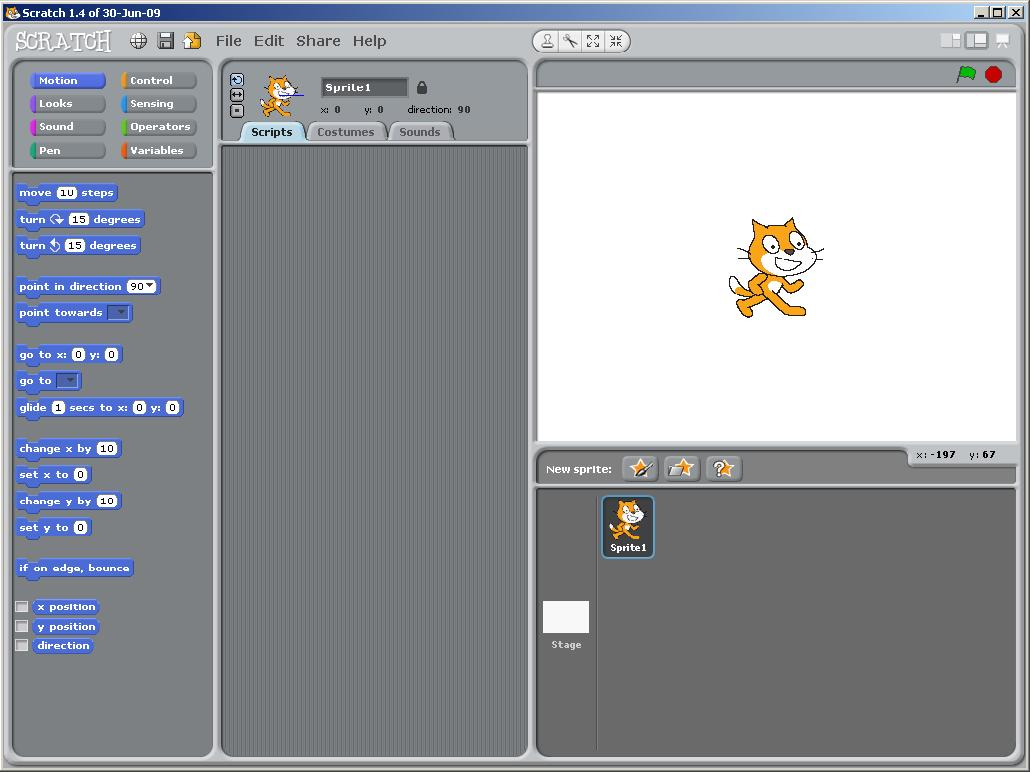 Scratch 1.4 of 30-Jun-09
SCRATCH File Edit Share Help
Motion Control
Looks Sensing
Sound Operators
Pen Variables
move 10 steps
turn 15 degrees
turn 15 degrees
point in direction 90
point towards
go to x: 0 y: 0
go to
glide 1 secs to x: 0 y: 0
change x by 10
set x to 0
change y by 10
set y to 0
if on edge, bounce
x position
y position
direction
Sprite1
x: 0 y: 0 direction: 90
Scripts Costumes Sounds
x: -197 y: 67
New sprite:
Sprite1
Stage